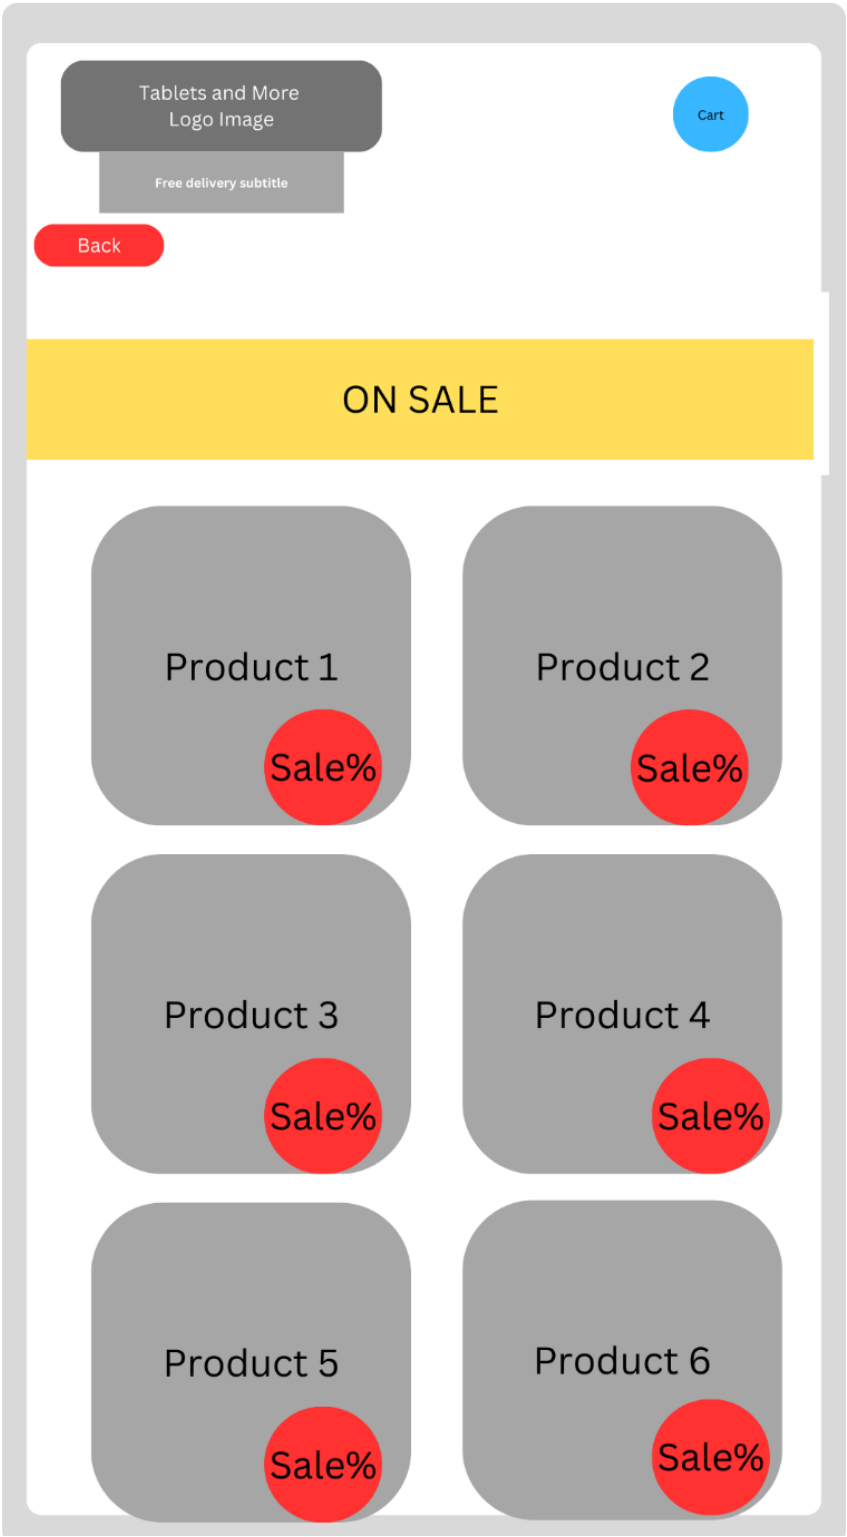 Tablets and More
Logo Image
Cart
Free delivery subtitle
Back
ON SALE
Product 1
Product 2
Sale%
Sale%
Product 3
Product 4
Sale%
Sale%
Product 5
Product 6
Sale%
Sale%